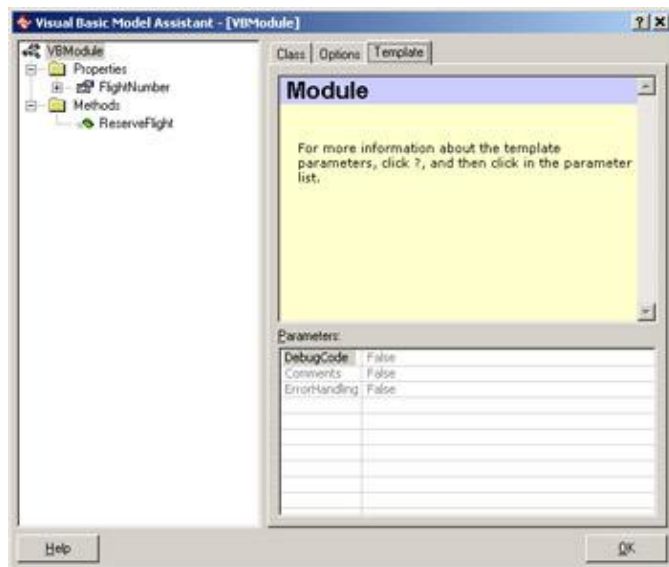 Visual Basic Model Assistant - [VBModule]
VBModule
Properties
FlightNumber
Methods
ReserveFlight
Class Options Template
Module
For more information about the template
parameters, click ?, and then click in the parameter
list.
Parameters:
DebugCode False
Comments False
ErrorHandling False
Help OK